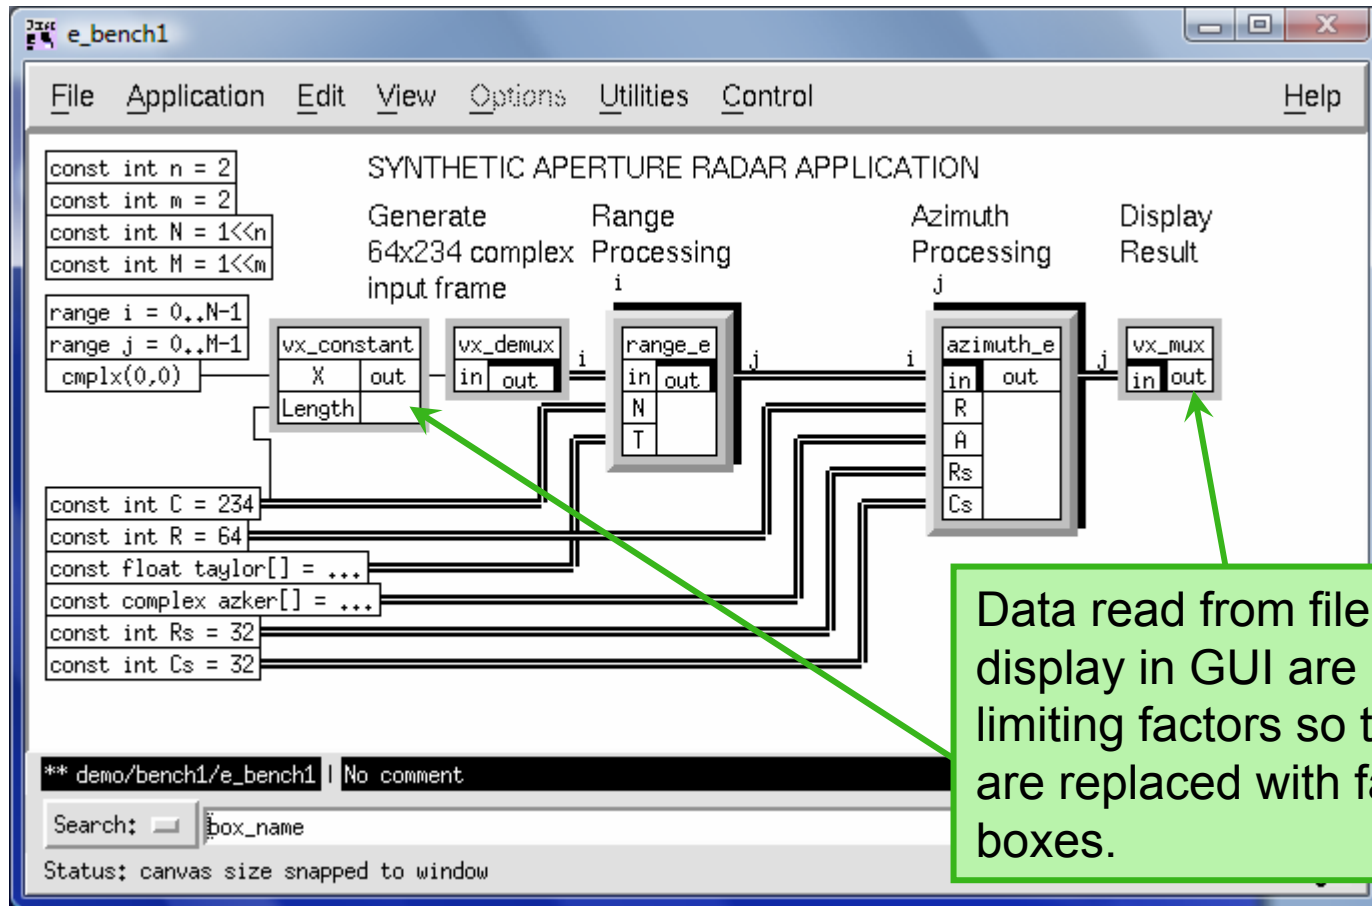 e_bench1
File Application Edit View Options Utilities Control Help
const int n = 2
const int m = 2
const int N = 1<<n
const int M = 1<<m
range i = 0..N-1
range j = 0..M-1
cmplx(0,0)
SYNTHETIC APERTURE RADAR APPLICATION
Generate
64x234 complex
input frame
Range
Processing
Azimuth
Processing
Display
Result
vx_constant
X out
Length
vx_demux
in out
i
i
range_e
in out
N
T
j
i
j
azimuth_e
in out
R
A
Rs
Cs
j
vx_mux
in out
const int C = 234
const int R = 64
const float taylor[] = ...
const complex azker[] = ...
const int Rs = 32
const int Cs = 32
Data read from file
display in GUI are
limiting factors so
are replaced with
boxes.
** demo/bench1/e_bench1 | No comment
Search: box_name
Status: canvas size snapped to window